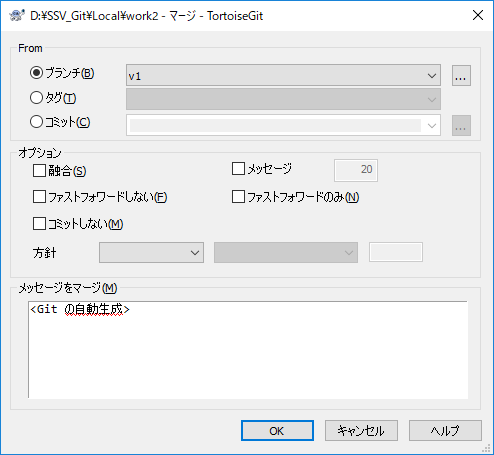 D:¥SSV_Git¥Local¥work2 - マージ - TortoiseGit
From
ブランチ(B)
v1
...
タグ(T)
コミット(C)
...
オプション
融合(S)
メッセージ
20
ファストフォワードしない(F)
ファストフォワードのみ(N)
コミットしない(M)
方針
メッセージをマージ(M)
<Git の自動生成>
OK
キャンセル
ヘルプ